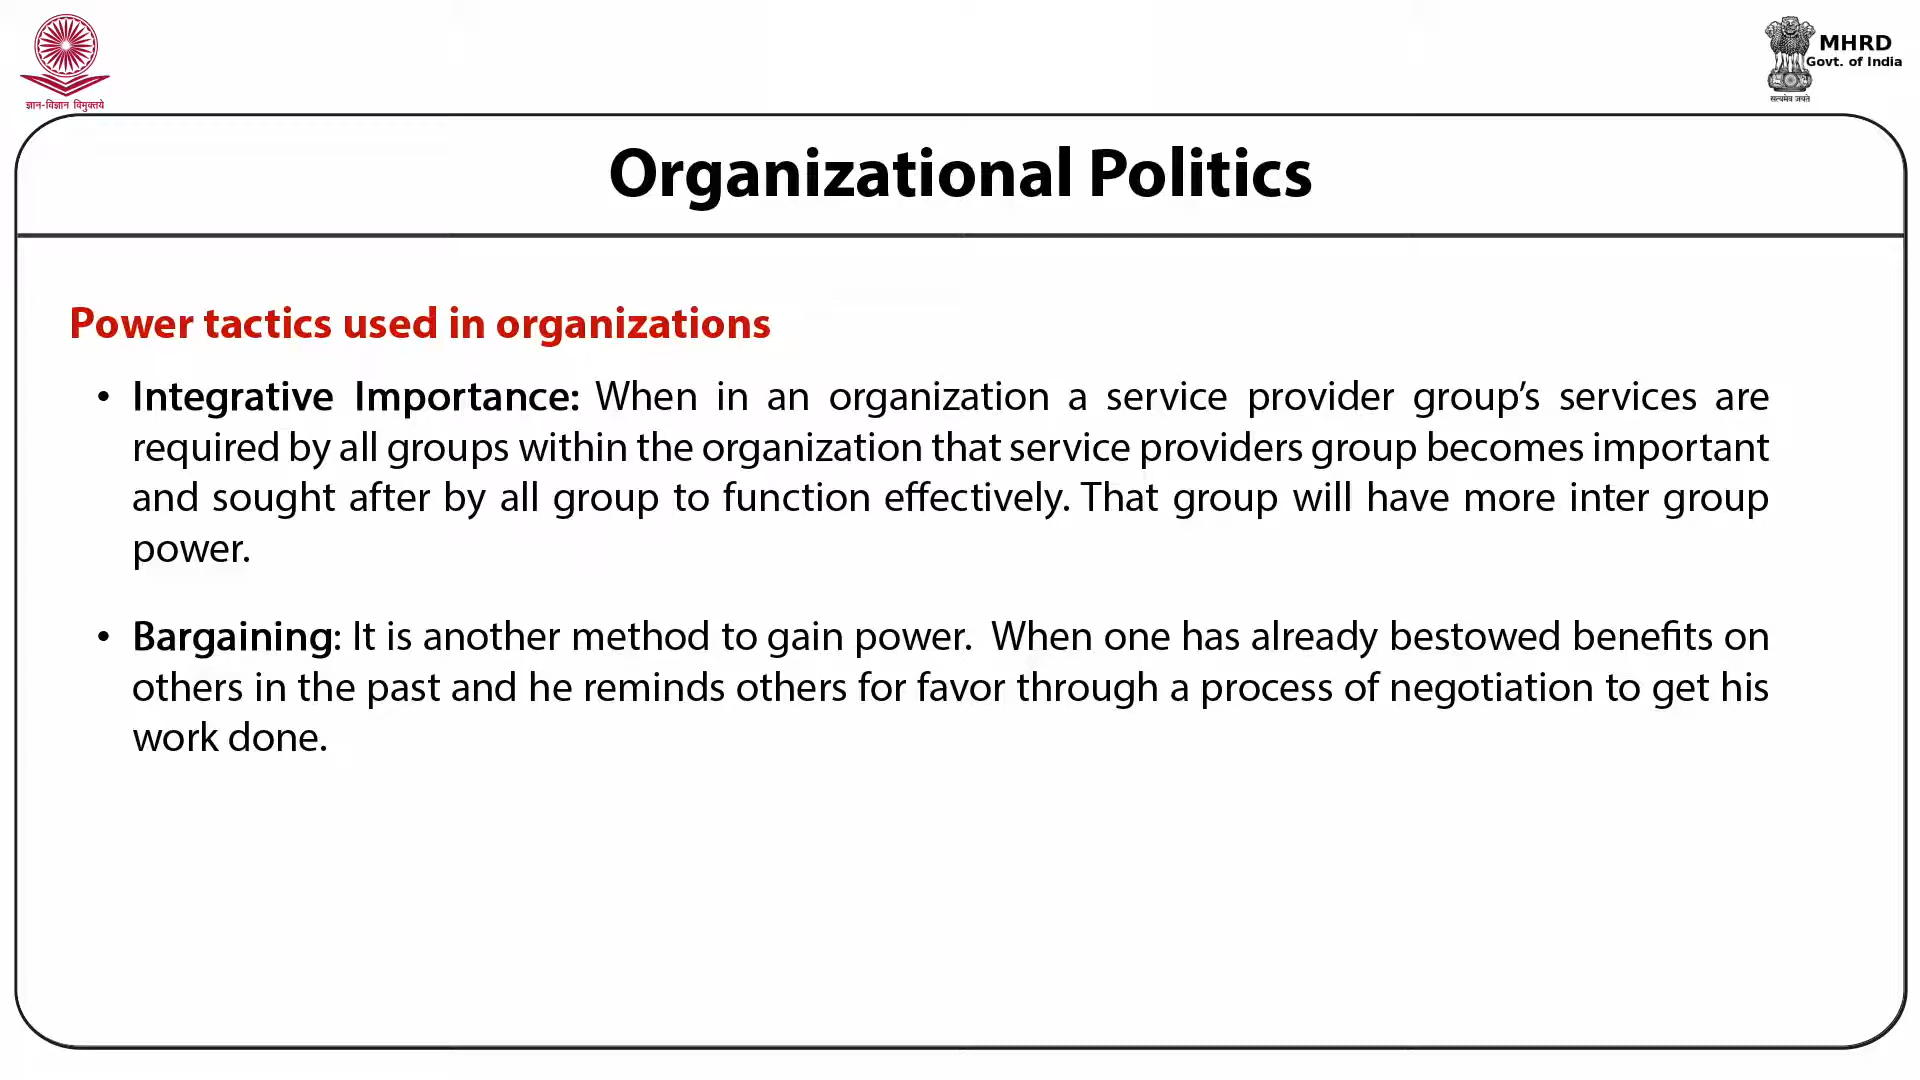 ज्ञान-विज्ञान विमुक्तये
सत्यमेव जयते
MHRD
Govt. of India
Organizational Politics
Power tactics used in organizations
• Integrative Importance: When in an organization a service provider group’s services are
required by all groups within the organization that service providers group becomes important
and sought after by all group to function effectively. That group will have more inter group
power.
• Bargaining: It is another method to gain power. When one has already bestowed benefits on
others in the past and he reminds others for favor through a process of negotiation to get his
work done.